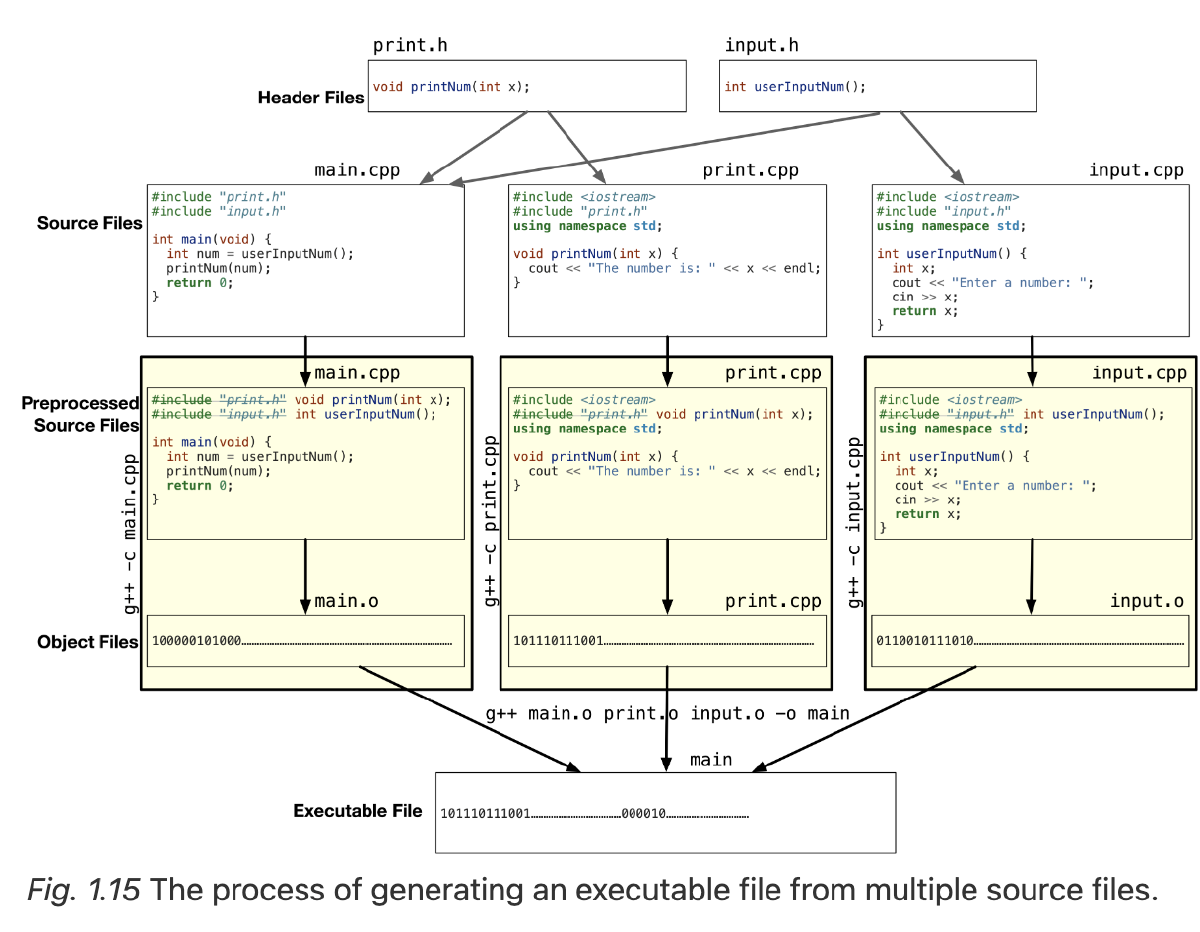 print.h
input.h
Header Files
void printNum(int x);
int userInputNum();
main.cpp
print.cpp
input.cpp
Source Files
#include "print.h"
#include "input.h"
int main(void) {
int num = userInputNum();
printNum(num);
return 0;
}
#include <iostream>
#include "print.h"
using namespace std;
void printNum(int x) {
cout << "The number is: " << x << endl;
}
#include <iostream>
#include "input.h"
using namespace std;
int userInputNum() {
int x;
cout << "Enter a number: ";
cin >> x;
return x;
}
Preprocessed
Source Files
g++ -c main.cpp
main.cpp
#include "print.h" void printNum(int x);
#include "input.h" int userInputNum();
int main(void) {
int num = userInputNum();
printNum(num);
return 0;
}
g++ -c print.cpp
print.cpp
#include <iostream>
#include "print.h" void printNum(int x);
using namespace std;
void printNum(int x) {
cout << "The number is: " << x << endl;
}
g++ -c input.cpp
input.cpp
#include <iostream>
#include "input.h" int userInputNum();
using namespace std;
int userInputNum() {
int x;
cout << "Enter a number: ";
cin >> x;
return x;
}
Object Files
main.o
100000101000....................
print.cpp
101110111001....................
input.o
0110010111010....................
g++ main.o print.o input.o -o main
main
Executable File
101110111001....................000010....................
Fig. 1.15 The process of generating an executable file from multiple source files.